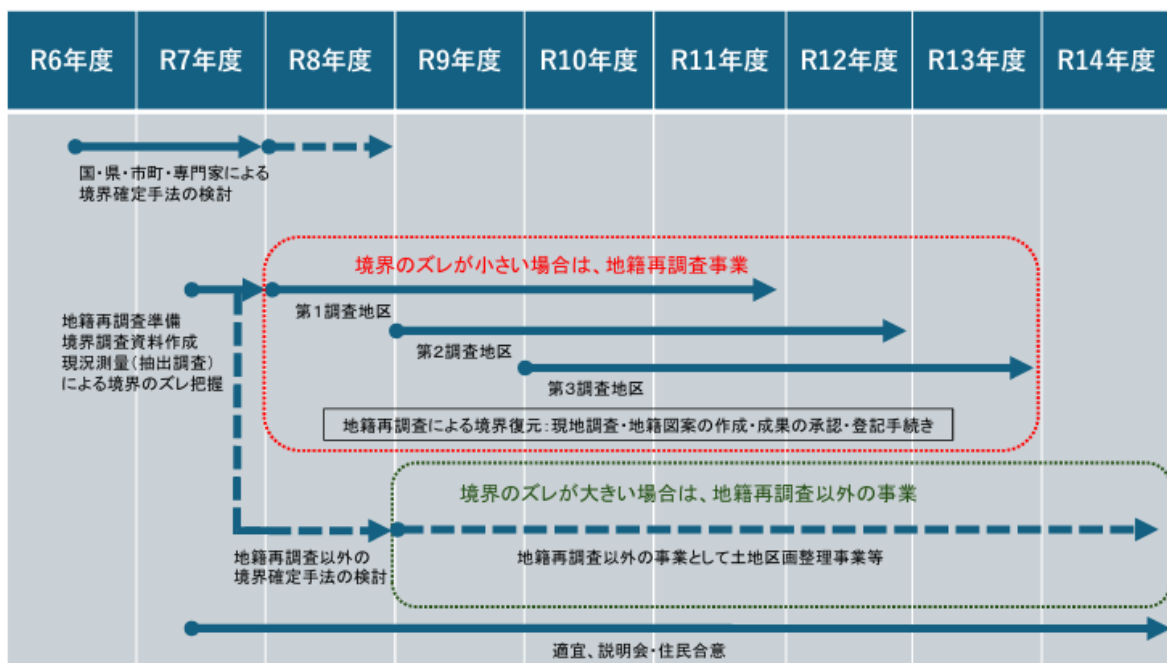 R6年度 R7年度 R8年度 R9年度 R10年度 R11年度 R12年度 R13年度 R14年度
国・県・市町・専門家による
境界確定手法の検討
境界のズレが小さい場合は、地籍再調査事業
第1調査地区
地籍再調査準備
境界調査資料作成
現況測量(抽出調査)
による境界のズレ把握
第2調査地区
第3調査地区
地籍再調査による境界復元:現地調査・地籍図案の作成・成果の承認・登記手続き
境界のズレが大きい場合は、地籍再調査以外の事業
地籍再調査以外の
境界確定手法の検討
地籍再調査以外の事業として土地区画整理事業等
適宜、説明会・住民合意